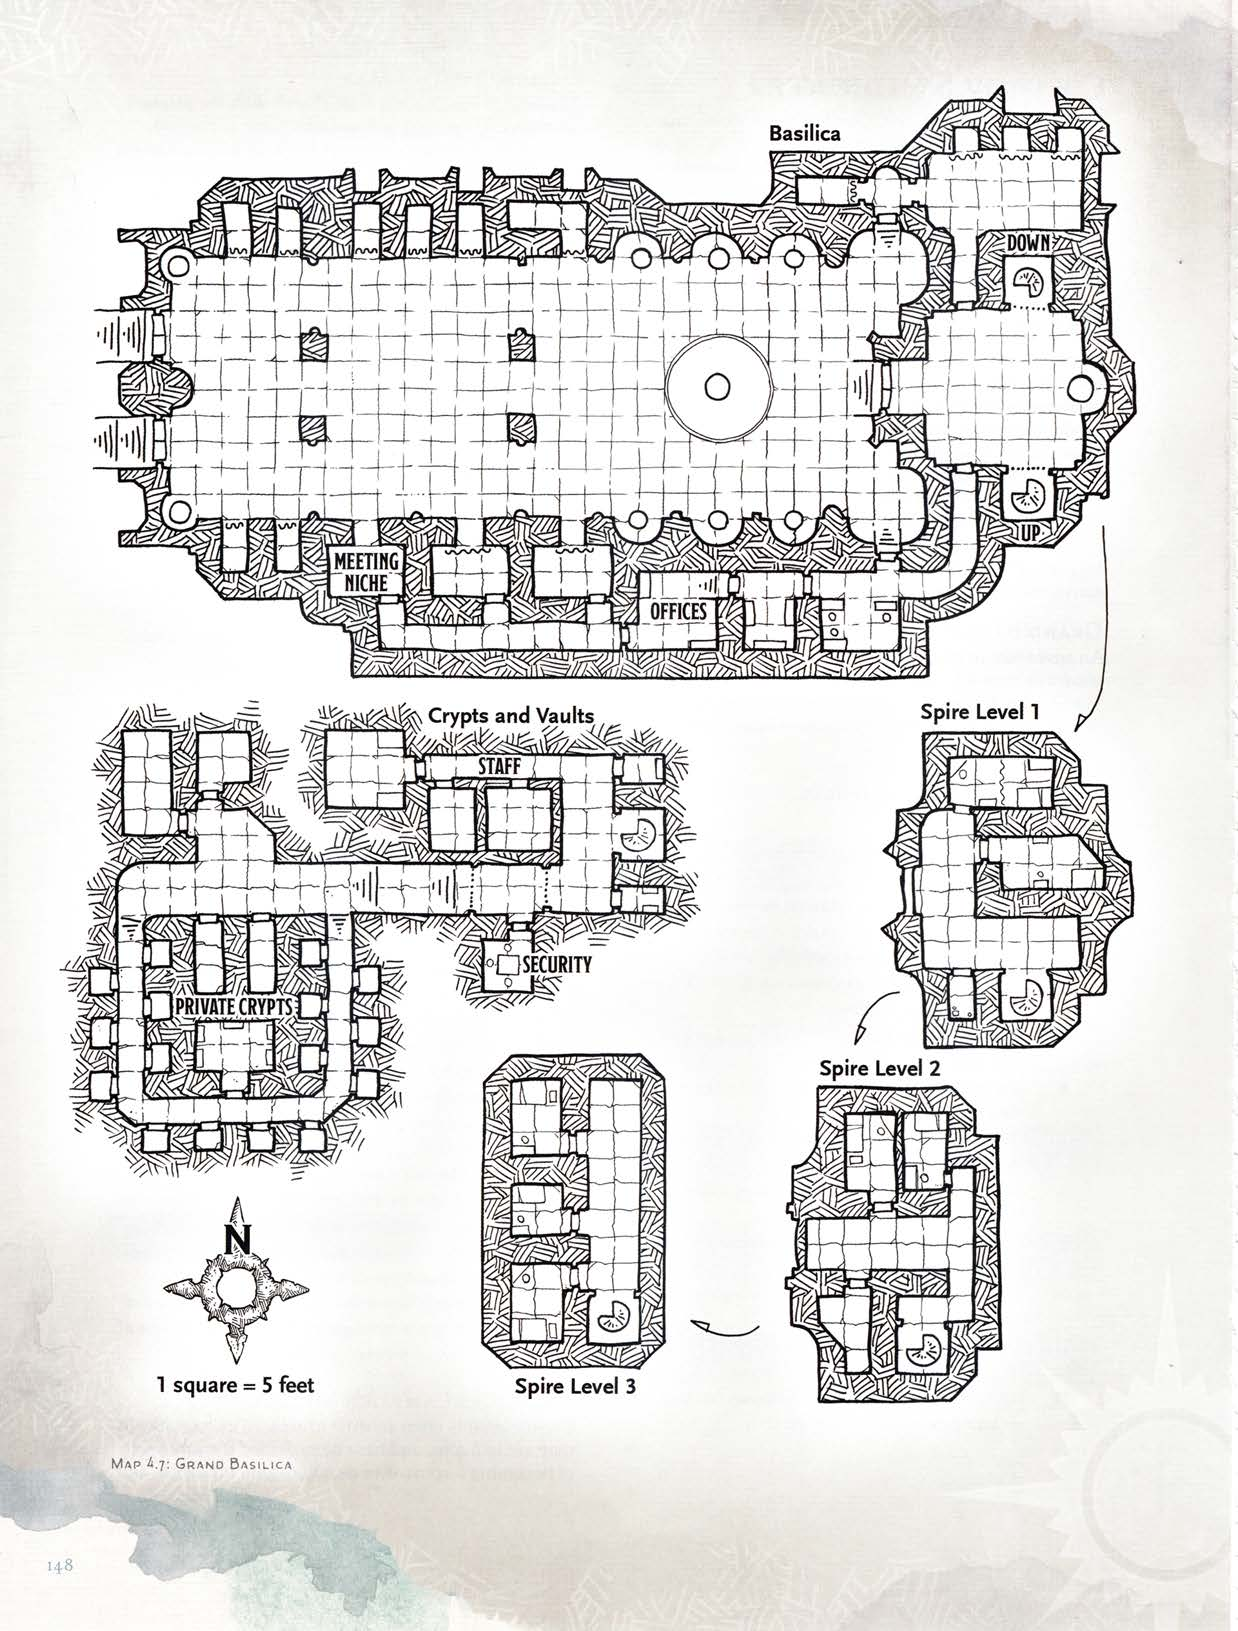 Basilica
DOWN
MEETING
NICHE
OFFICES
UP
Crypts and Vaults
STAFF
SECURITY
PRIVATE CRYPTS
Spire Level 1
Spire Level 2
Spire Level 3
N
1 square = 5 feet
Map 4.7: Grand Basilica
148